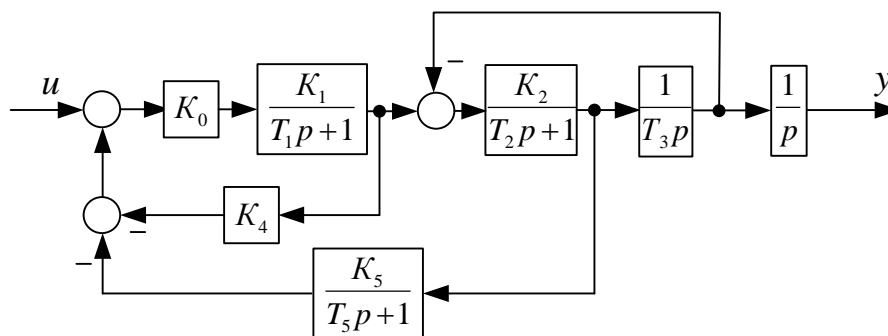 u
K₀
K₁
T₁p+1
−
K₂
T₂p+1
1
T₃p
1
p
y
K₄
−
−
K₅
T₅p+1